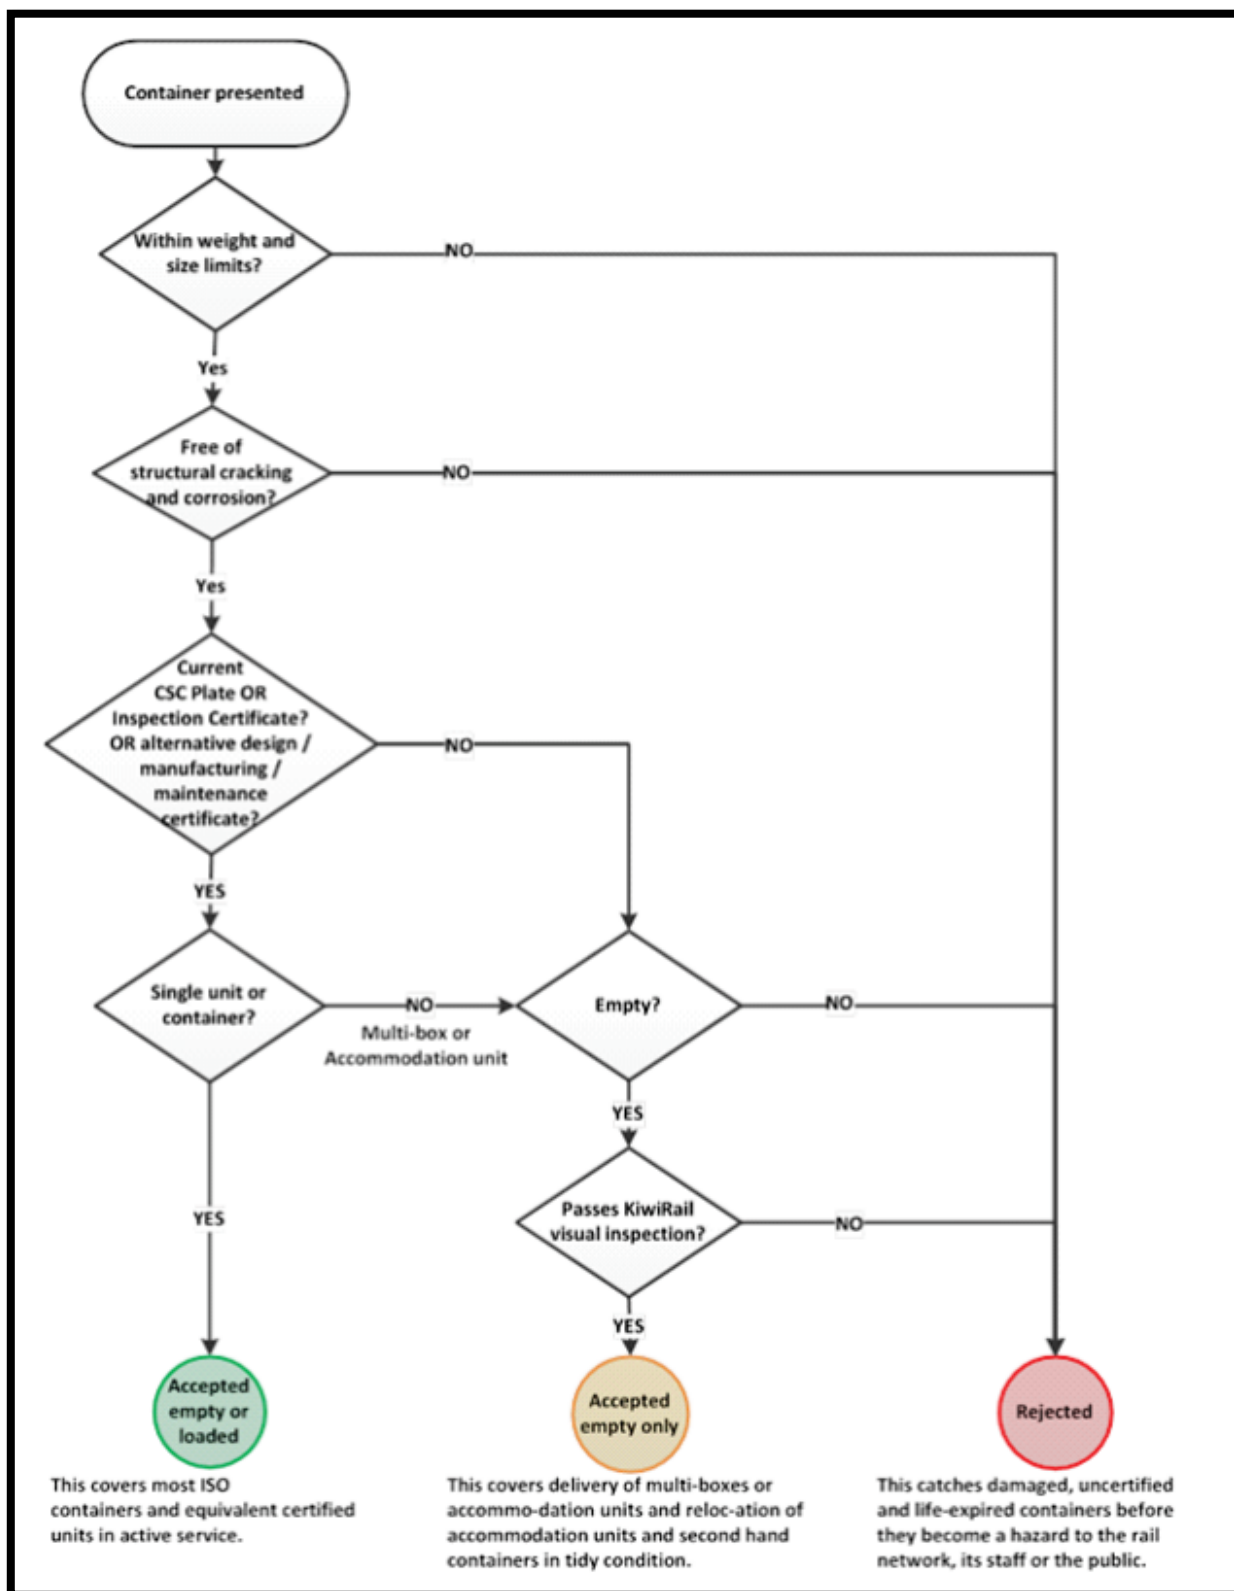 Container presented
Within weight and
size limits?
NO
Yes
Free of
structural cracking
and corrosion?
NO
Yes
Current
CSC Plate OR
Inspection Certificate?
OR alternative design /
manufacturing /
maintenance
certificate?
NO
YES
Single unit or
container?
NO
Multi-box or
Accommodation unit
Empty?
NO
YES
Passes KiwiRail
visual inspection?
NO
YES
YES
Accepted
empty or
loaded
Accepted
empty only
Rejected
This covers most ISO
containers and equivalent certified
units in active service.
This covers delivery of multi-boxes or
accommo-dation units and reloc-ation of
accommodation units and second hand
containers in tidy condition.
This catches damaged, uncertified
and life-expired containers before
they become a hazard to the rail
network, its staff or the public.